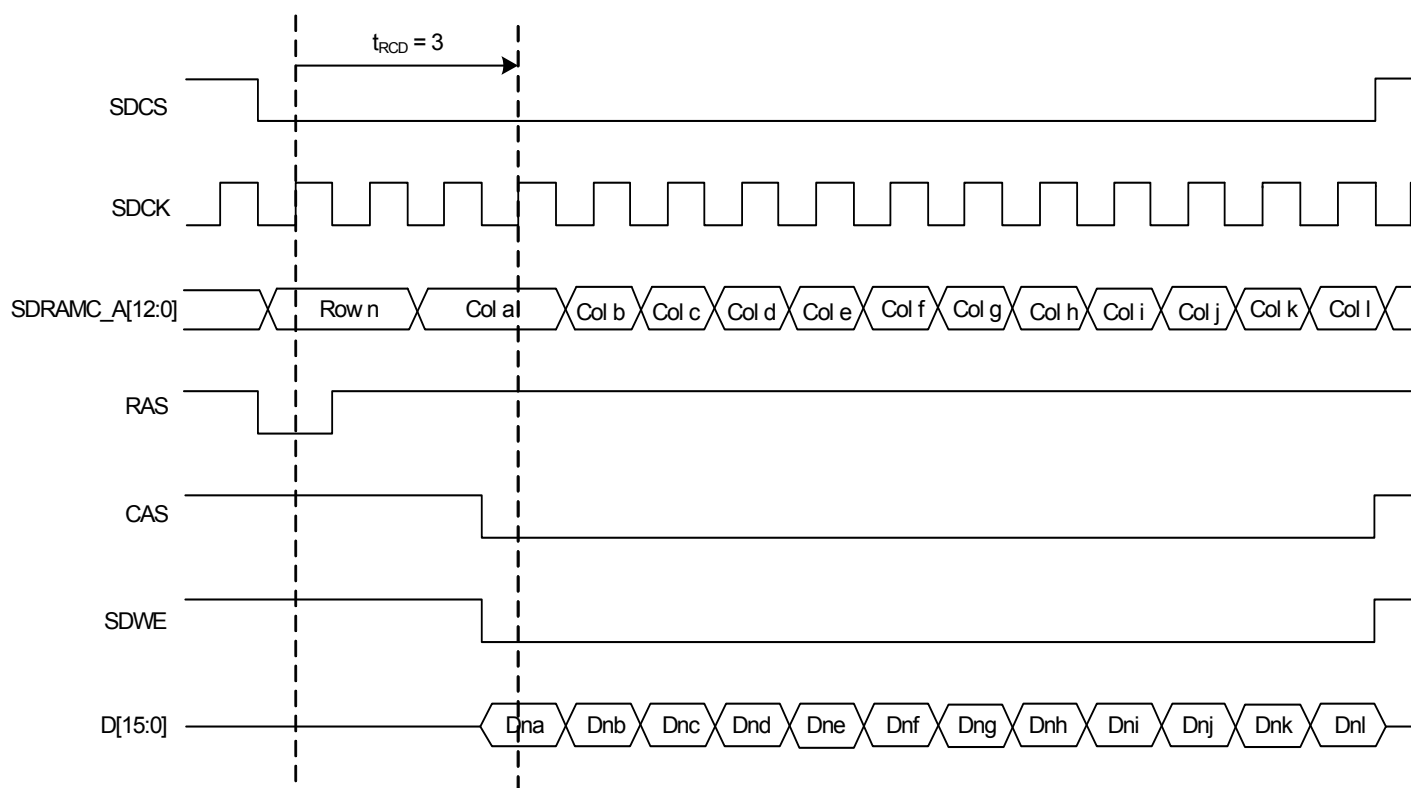 tRCD = 3
SDCS
SDCK
SDRAMC_A[12:0] Row n Col a Col b Col c Col d Col e Col f Col g Col h Col i Col j Col k Col l
RAS
CAS
SDWE
D[15:0] Dna Dnb Dnc Dnd Dne Dnf Dng Dnh Dni Dnj Dnk Dnl